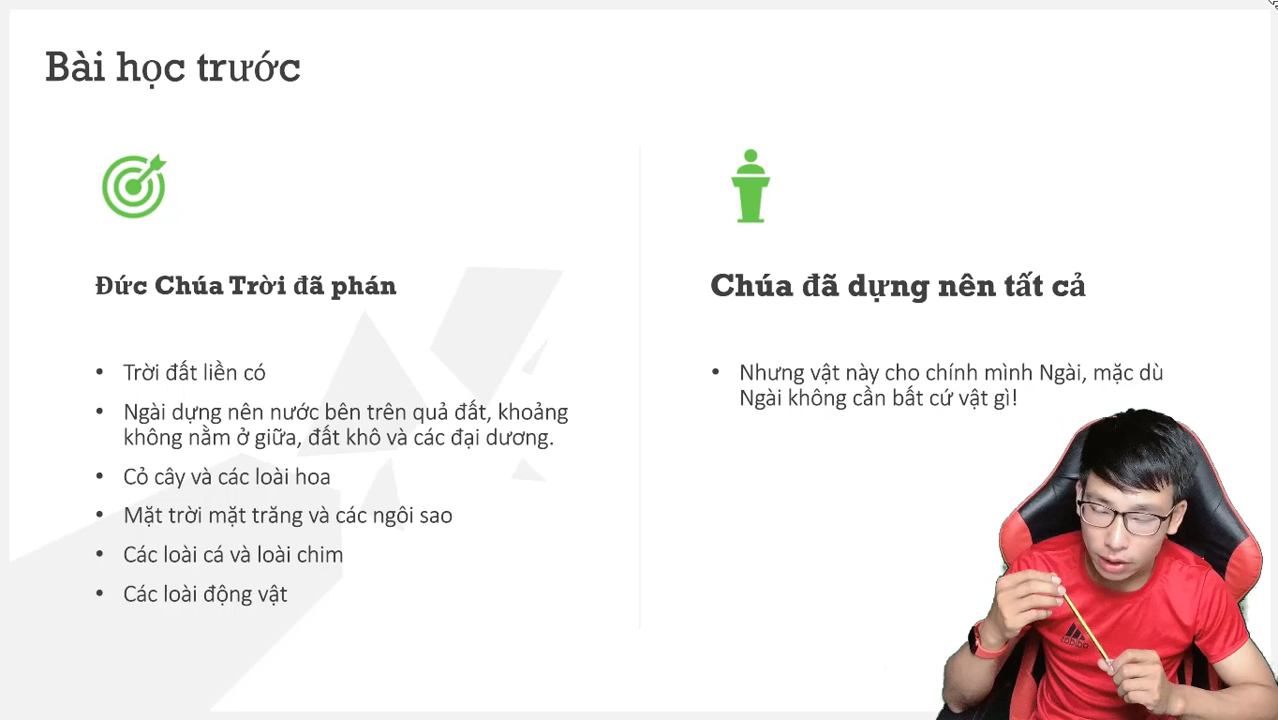 Bài học trước
Đức Chúa Trời đã phán
Trời đất liền có
Ngài dựng nên nước bên trên quả đất, khoảng
không nằm ở giữa, đất khô và các đại dương.
Cỏ cây và các loài hoa
Mặt trời mặt trăng và các ngôi sao
Các loài cá và loài chim
Các loài động vật
Chúa đã dựng nên tất cả
Nhưng vật này cho chính mình Ngài, mặc dù
Ngài không cần bất cứ vật gì!